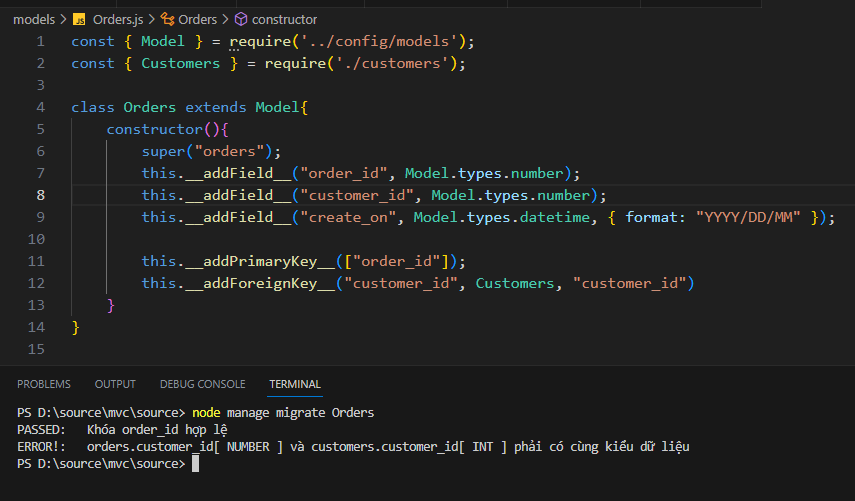 models > JS Orders.js > Orders > constructor
1 const { Model } = require('../config/models');
2 const { Customers } = require('./customers');
3
4 class Orders extends Model{
5 constructor(){
6 super("orders");
7 this.__addField__("order_id", Model.types.number);
8 this.__addField__("customer_id", Model.types.number);
9 this.__addField__("create_on", Model.types.datetime, { format: "YYYY/DD/MM" });
10
11 this.__addPrimaryKey__(["order_id"]);
12 this.__addForeignKey__("customer_id", Customers, "customer_id")
13 }
14 }
15
PROBLEMS OUTPUT DEBUG CONSOLE TERMINAL
PS D:\source\mvc\source> node manage migrate Orders
PASSED: Khóa order_id hợp lệ
ERROR!: orders.customer_id[ NUMBER ] và customers.customer_id[ INT ] phải có cùng kiểu dữ liệu
PS D:\source\mvc\source>